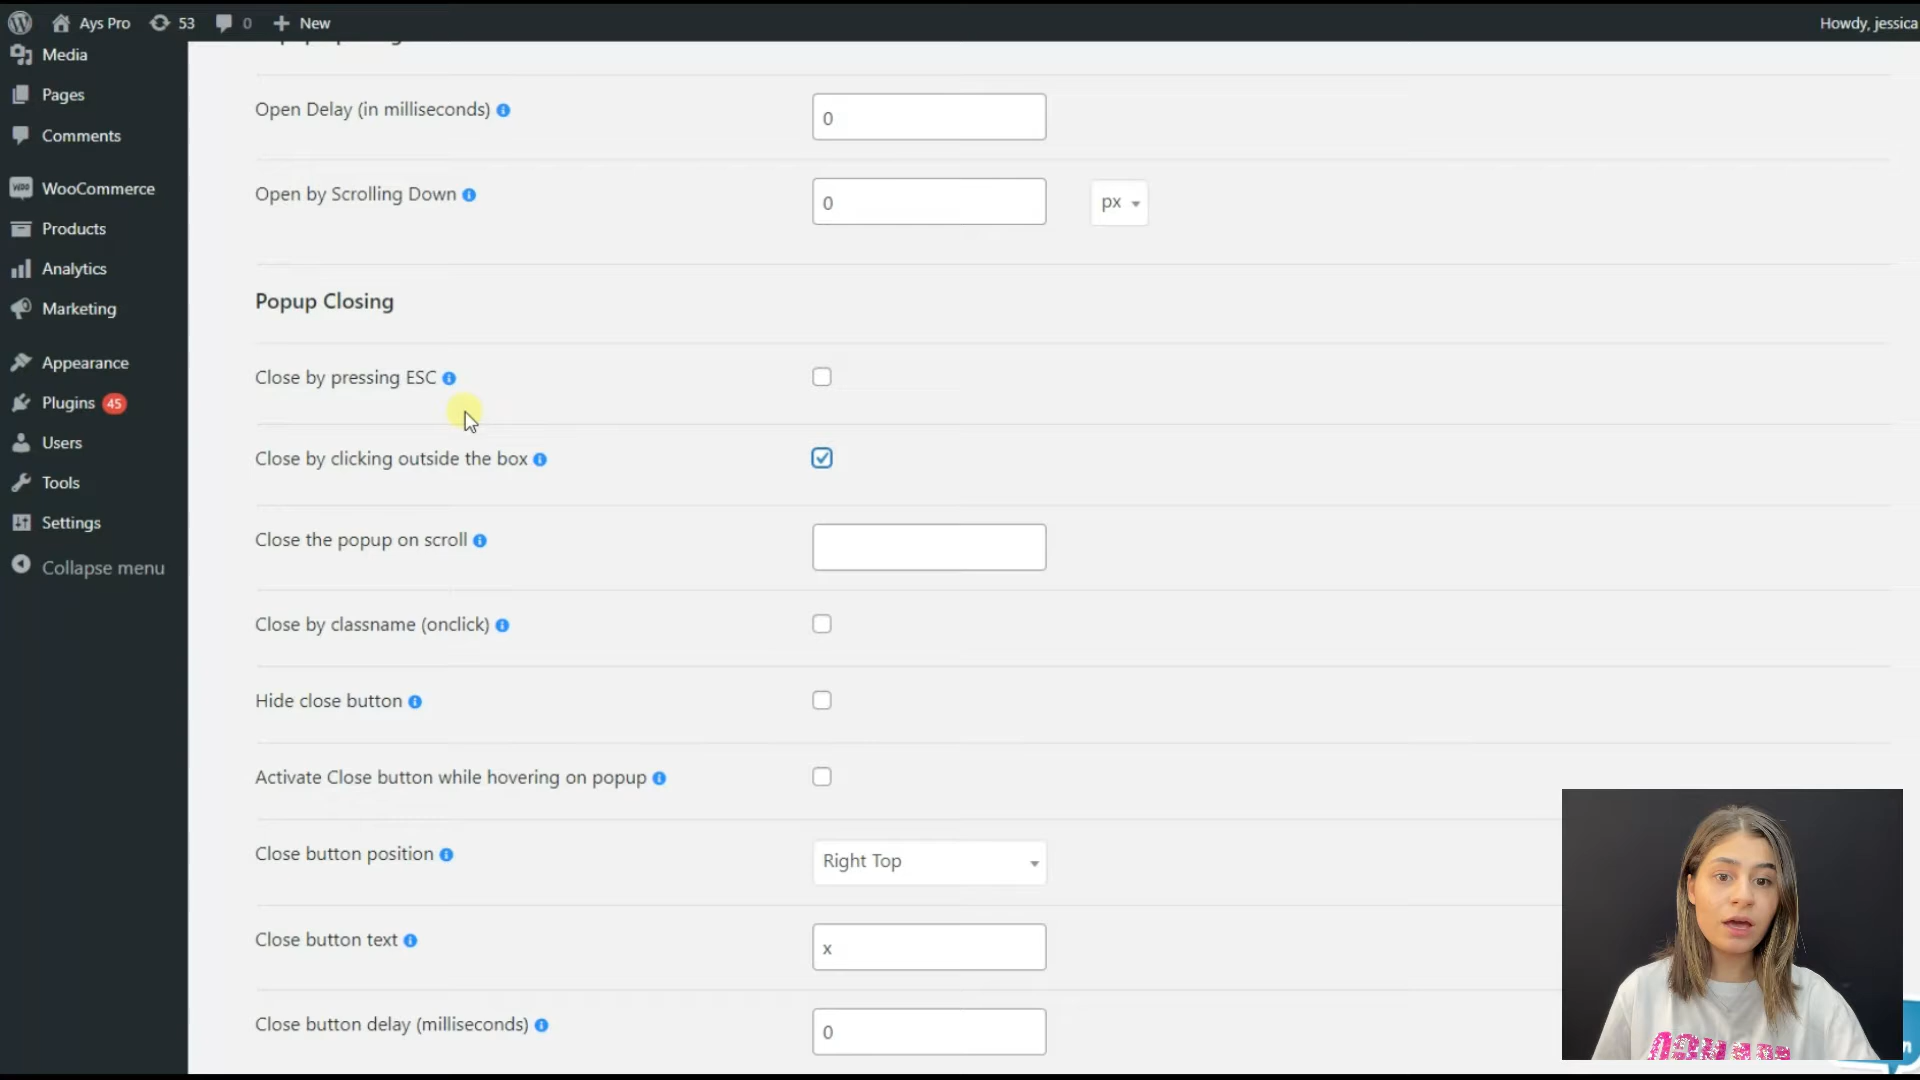 Ays Pro
53
0
New
Howdy, jessica
Media
Pages
Comments
WooCommerce
Products
Analytics
Marketing
Appearance
Plugins 45
Users
Tools
Settings
Collapse menu
Open Delay (in milliseconds)
0
Open by Scrolling Down
0
px
Popup Closing
Close by pressing ESC
Close by clicking outside the box
Close the popup on scroll
Close by classname (onclick)
Hide close button
Activate Close button while hovering on popup
Close button position
Right Top
Close button text
x
Close button delay (milliseconds)
0